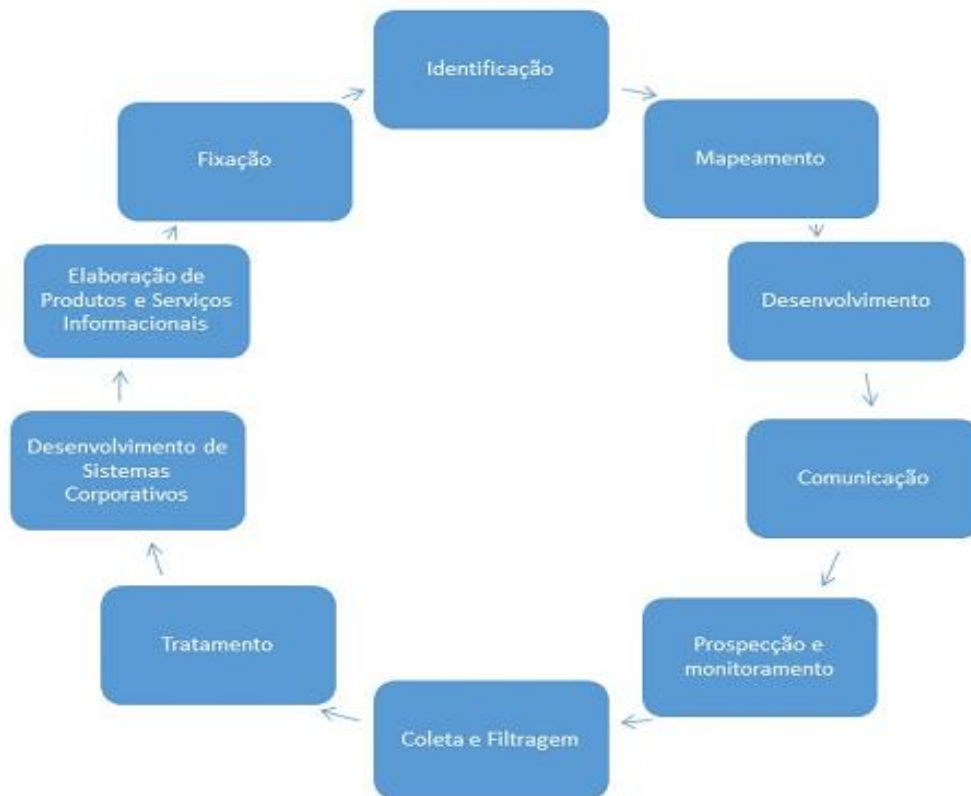 Identificação
Mapeamento
Desenvolvimento
Comunicação
Prospecção e
monitoramento
Coleta e Filtragem
Tratamento
Desenvolvimento de
Sistemas
Corporativos
Elaboração de
Produtos e Serviços
Informacionais
Fixação